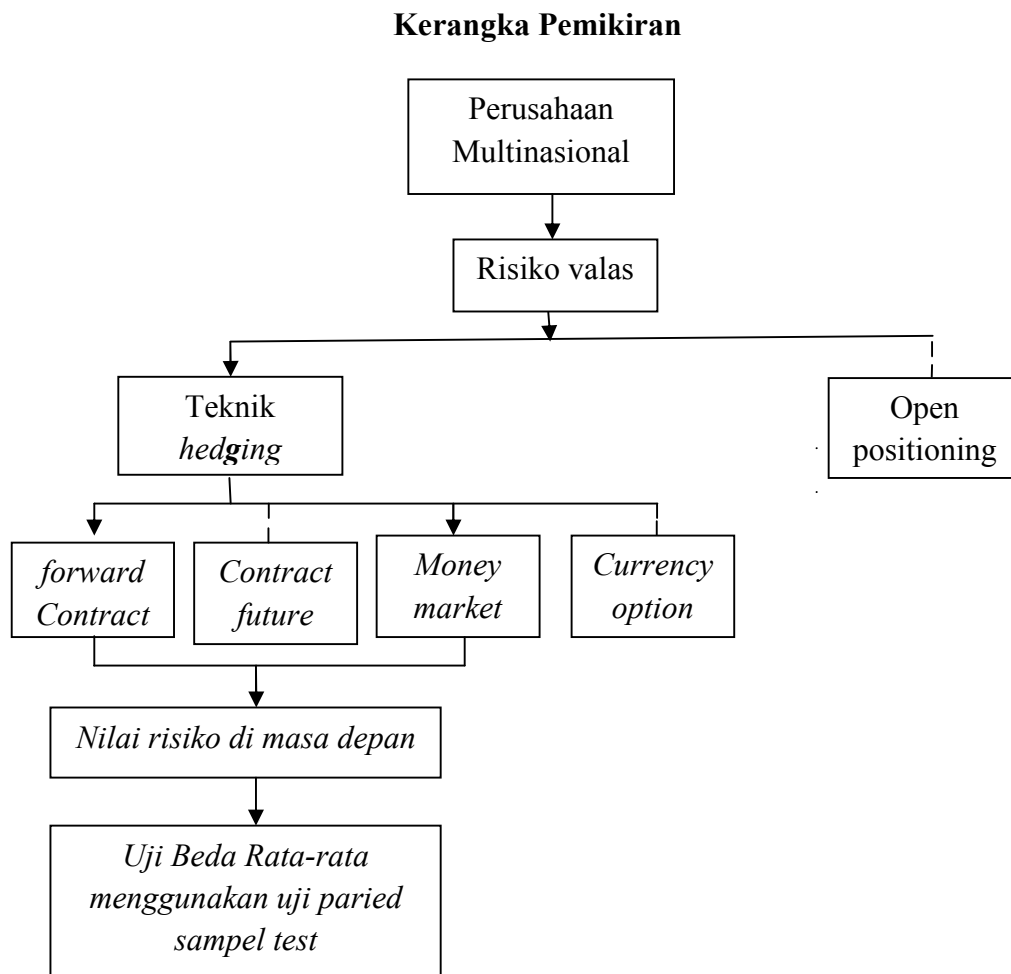 Kerangka Pemikiran
Perusahaan
Multinasional
Risiko valas
Teknik
hedging
Open
positioning
forward
Contract
Contract
future
Money
market
Currency
option
Nilai risiko di masa depan
Uji Beda Rata-rata
menggunakan uji paried
sampel test